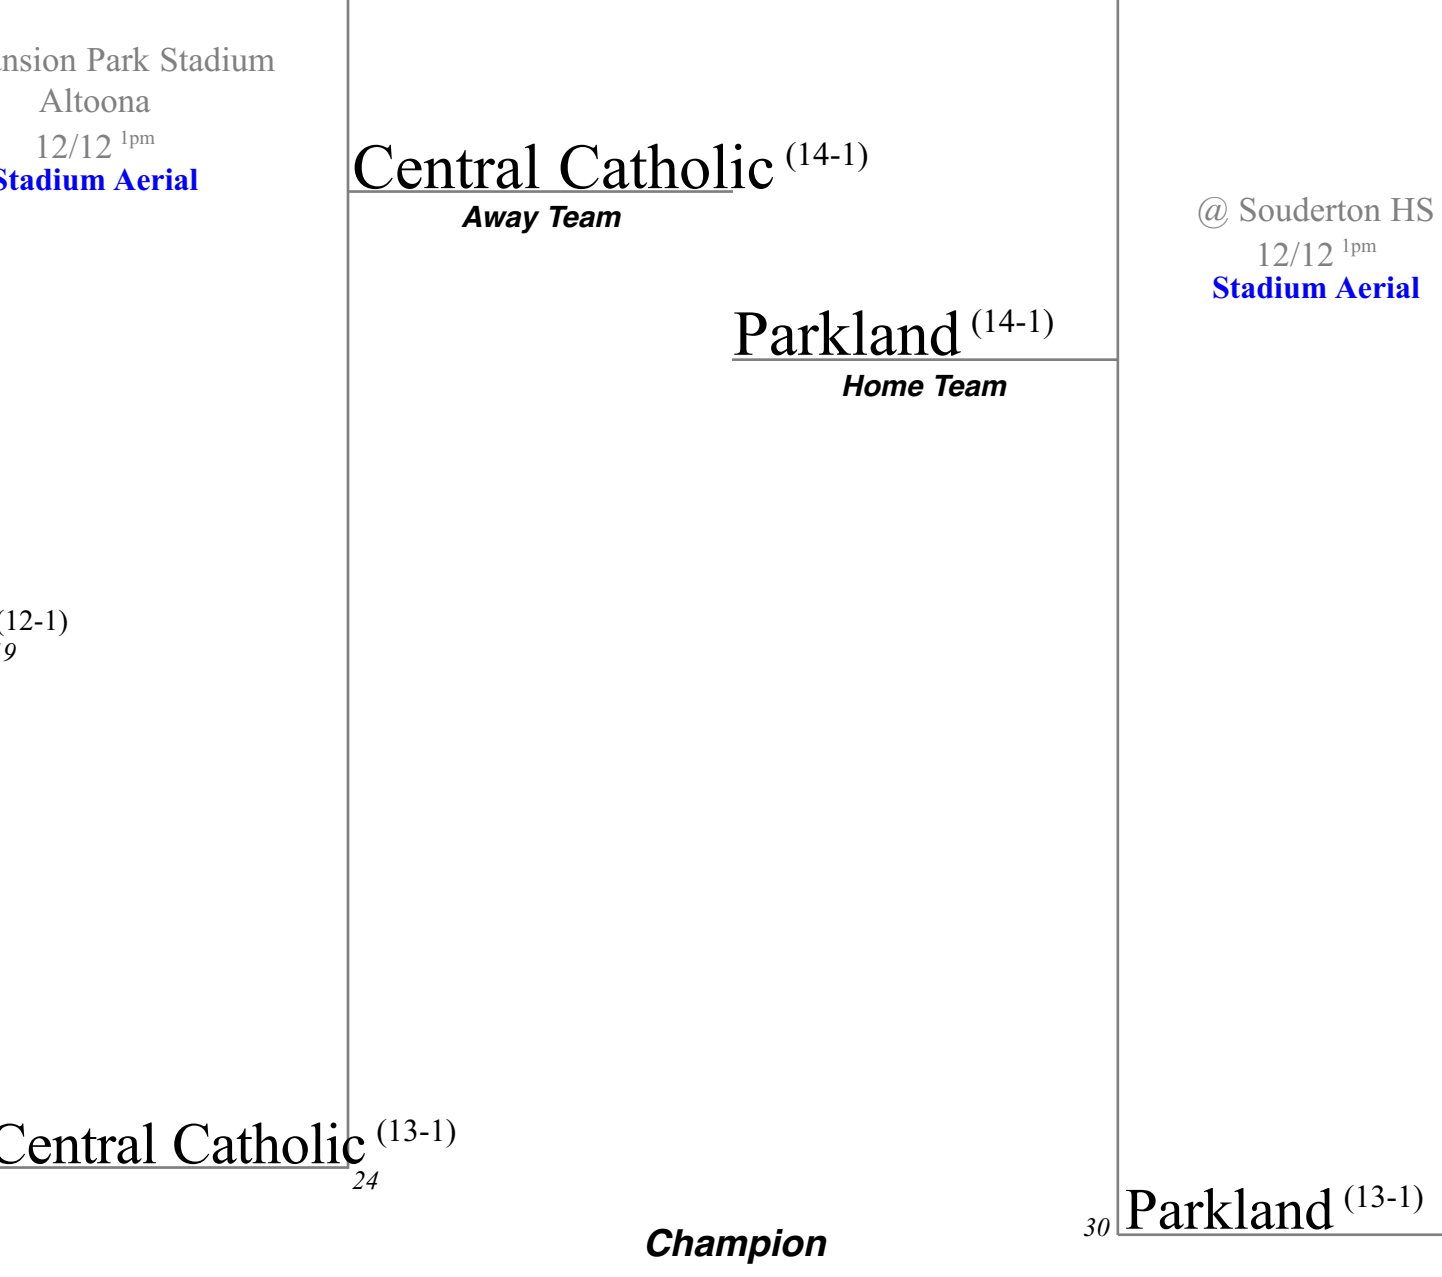 Park Stadium
Altoona
12/12 1pm
Stadium Aerial
Central Catholic (14-1)
Away Team
@ Souderton HS
12/12 1pm
Stadium Aerial
Parkland (14-1)
Home Team
(12-1)
9
Central Catholic (13-1)
24
30 Parkland (13-1)
Champion